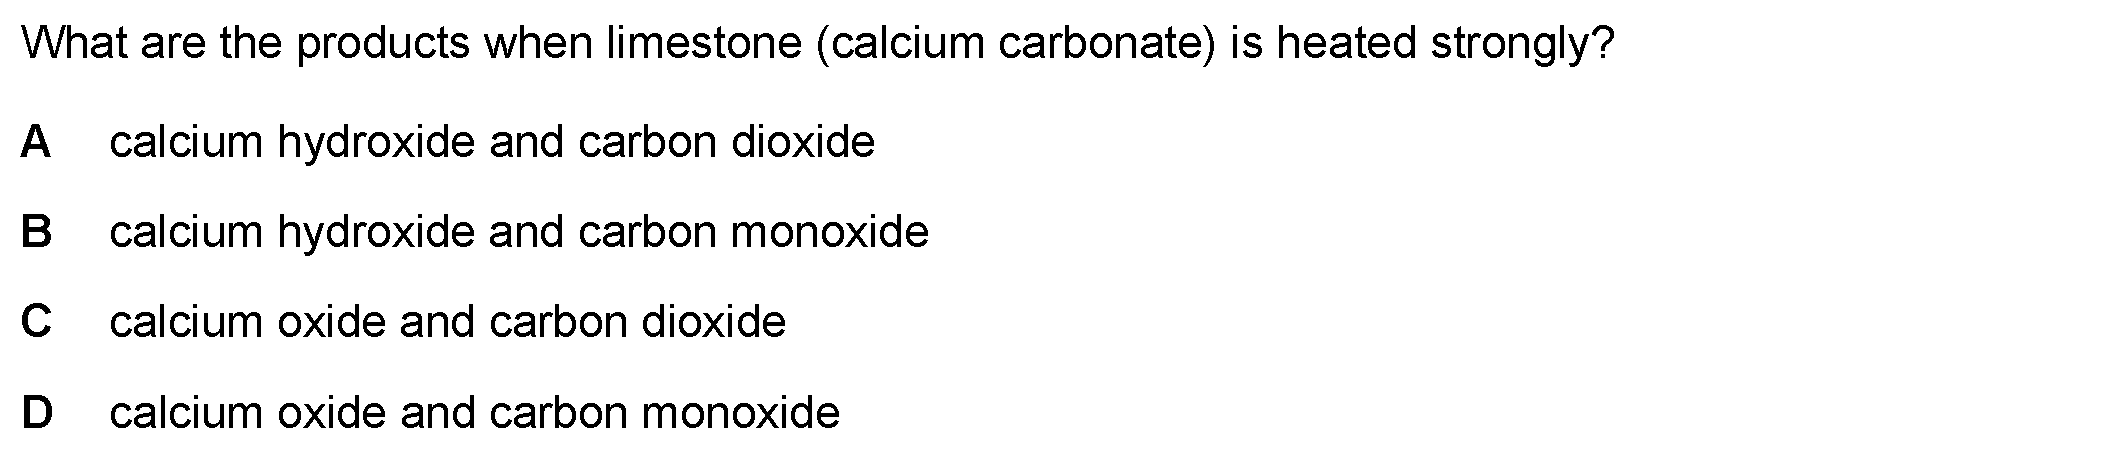 What are the products when limestone (calcium carbonate) is heated strongly?
A calcium hydroxide and carbon dioxide
B calcium hydroxide and carbon monoxide
C calcium oxide and carbon dioxide
D calcium oxide and carbon monoxide